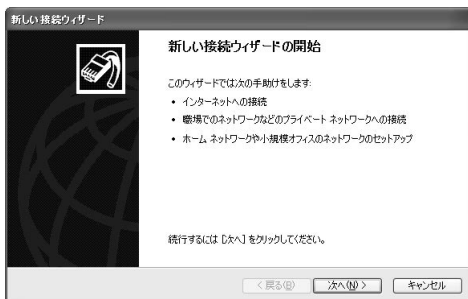 新しい接続ウィザード
新しい接続ウィザードの開始
このウィザードでは次の手助けをします:
• インターネットへの接続
• 職場でのネットワークなどのプライベート ネットワークへの接続
• ホーム ネットワークや小規模オフィスのネットワークのセットアップ
続行するには [次へ] をクリックしてください。
< 戻る(B) 次へ(N) > キャンセル